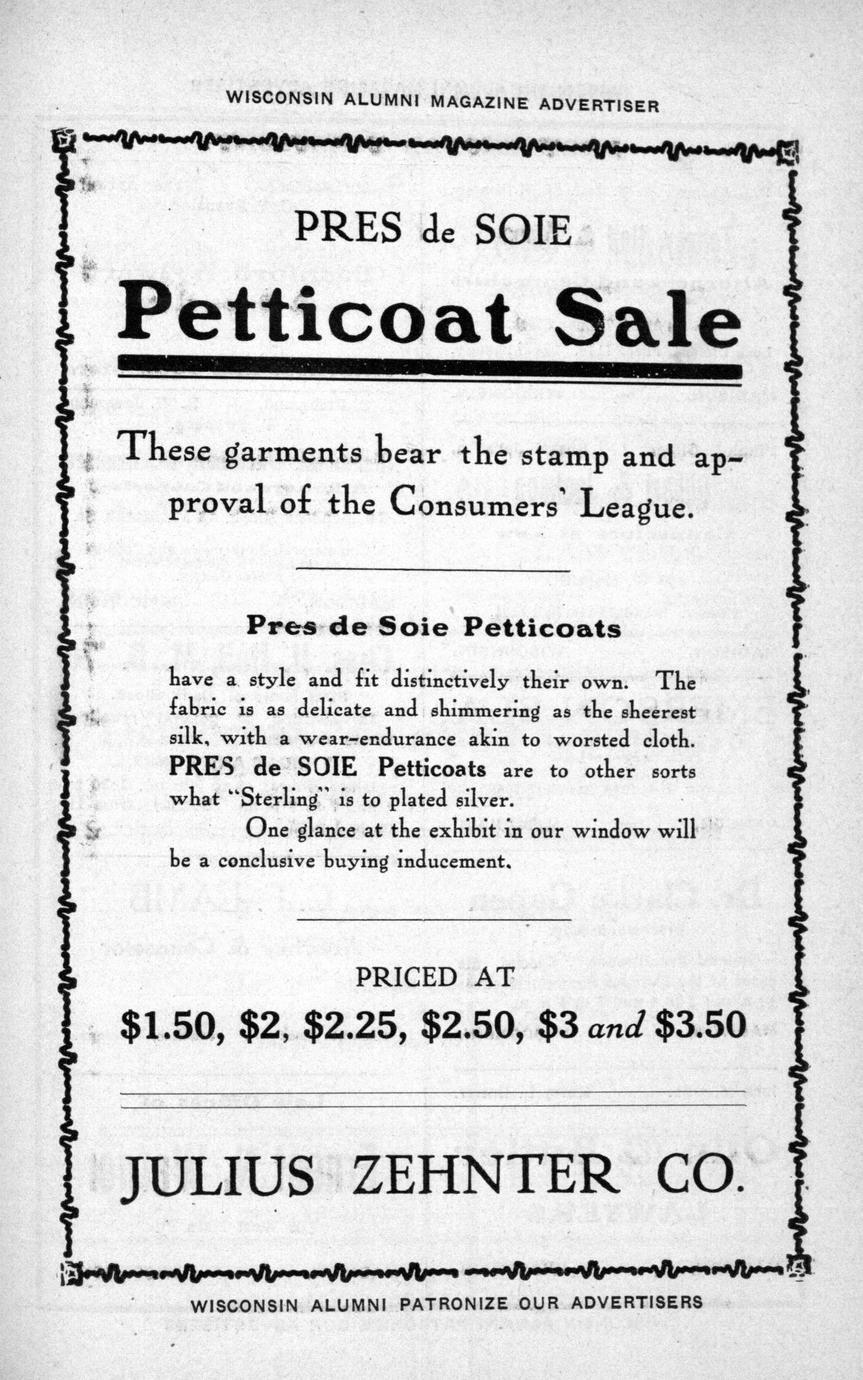 WISCONSIN ALUMNI MAGAZINE ADVERTISER
PRES de SOIE
Petticoat Sale
These garments bear the stamp and ap-
proval of the Consumers' League.
Pres de Soie Petticoats
have a style and fit distinctively their own. The
fabric is as delicate and shimmering as the sheerest
silk, with a wear-endurance akin to worsted cloth.
PRES de SOIE Petticoats are to other sorts
what "Sterling" is to plated silver.
One glance at the exhibit in our window will
be a conclusive buying inducement.
PRICED AT
$1.50, $2, $2.25, $2.50, $3 and $3.50
JULIUS ZEHNTER CO.
WISCONSIN ALUMNI PATRONIZE OUR ADVERTISERS